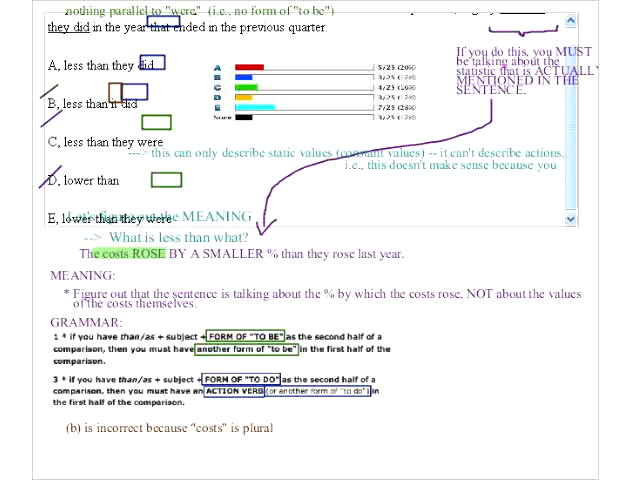 nothing parallel to "were" (i.e., no form of "to be")
they did in the year that ended in the previous quarter.
If you do this, you MUST
be talking about the
statistic that is ACTUALLY
MENTIONED IN THE
SENTENCE.
A, less than they did
A 5/25 (20%)
B 3/25 (12%)
C 4/25 (16%)
D 3/25 (12%)
E 7/25 (28%)
None 3/25 (12%)
B, less than it did
C, less than they were
---> this can only describe static values (constant values) -- it can't describe actions,
i.e., this doesn't make sense because you
D, lower than
E, lower than they were
Let's figure out the MEANING
--> What is less than what?
The costs ROSE BY A SMALLER % than they rose last year.
MEANING:
* Figure out that the sentence is talking about the % by which the costs rose, NOT about the values
of the costs themselves.
GRAMMAR:
1 * if you have than/as + subject + FORM OF "TO BE" as the second half of a
comparison, then you must have another form of "to be" in the first half of the
comparison.
3 * if you have than/as + subject + FORM OF "TO DO" as the second half of a
comparison, then you must have an ACTION VERB (or another form of "to do") in
the first half of the comparison.
(b) is incorrect because "costs" is plural